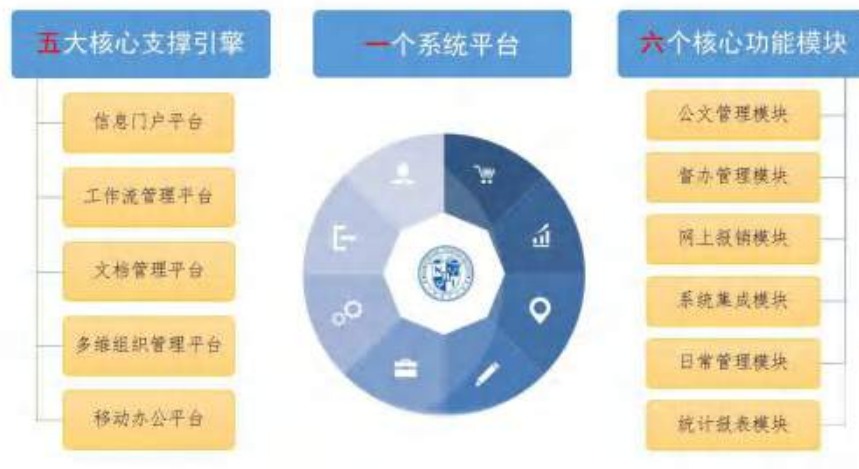 五大核心支撑引擎
信息门户平台
工作流管理平台
文档管理平台
多维组织管理平台
移动办公平台
一个系统平台
六个核心功能模块
公文管理模块
督办管理模块
网上报销模块
系统集成模块
日常管理模块
统计报表模块